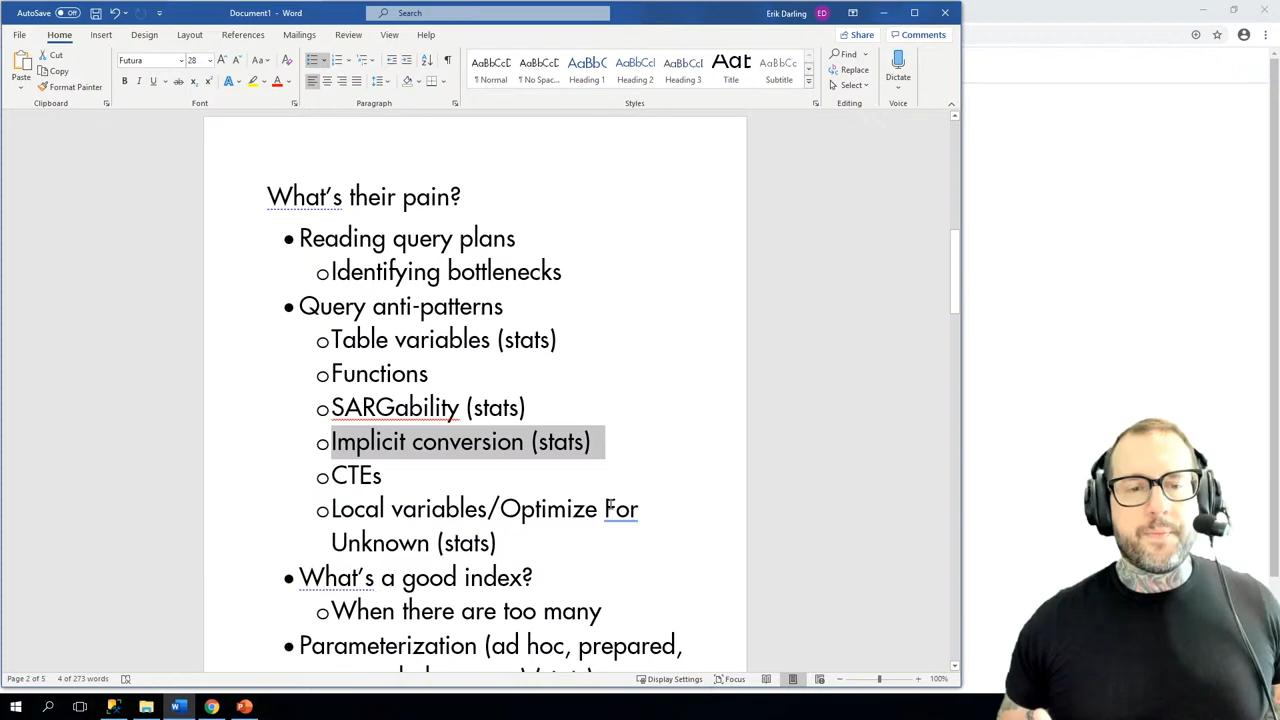 AutoSave Off Document1 - Word Search Erik Darling ED
File Home Insert Draw Design Layout References Mailings Review View Help Share Comments
Paste Cut Copy Format Painter Clipboard
Futura 28 Font
Paragraph
AaBbCcD AaBbCcD AaBbC AaBbCcl AaBbCcD AaB AaBbCcD
¶ Normal ¶ No Spac... Heading 1 Heading 2 Heading 3 Title Subtitle
Styles
Find Replace Select Editing
Dictate Voice
What's their pain?
• Reading query plans
o Identifying bottlenecks
• Query anti-patterns
o Table variables (stats)
o Functions
o SARGability (stats)
o Implicit conversion (stats)
o CTEs
o Local variables/Optimize For
Unknown (stats)
• What's a good index?
o When there are too many
• Parameterization (ad hoc, prepared,
Page 2 of 5 4 of 273 words Display Settings Focus 100%